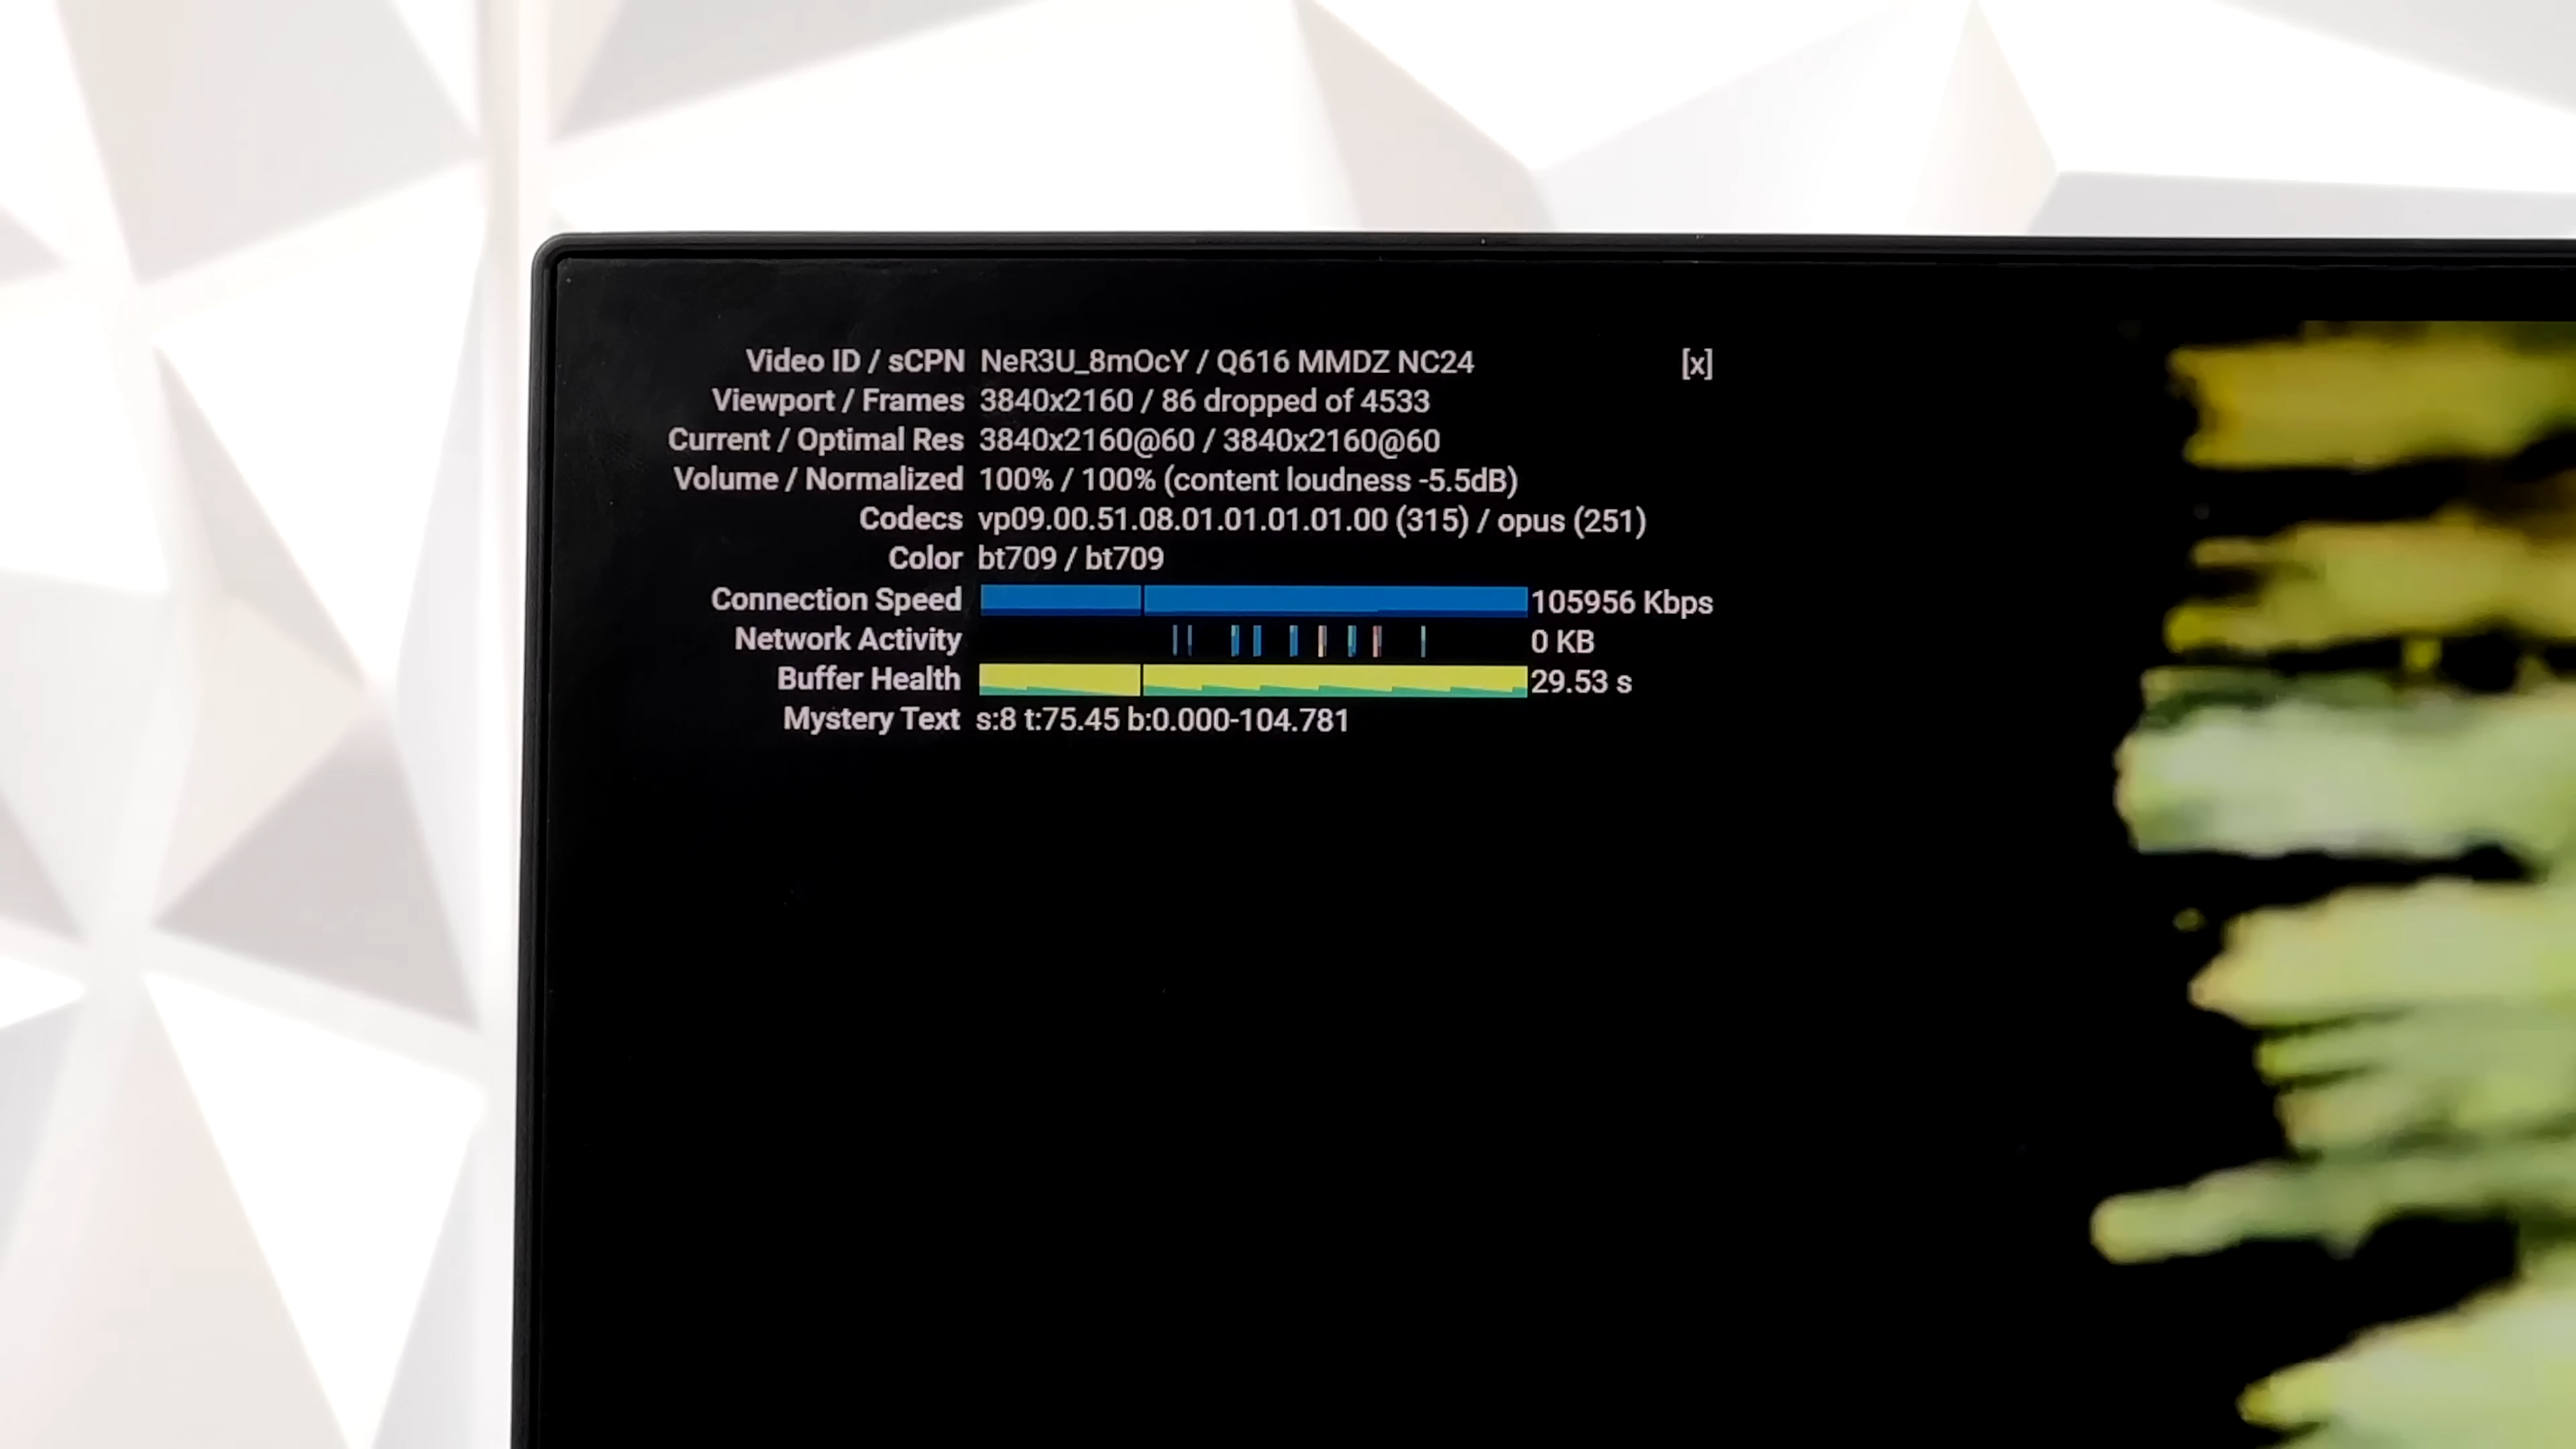 Video ID / sCPN NeR3U_8mOcY / Q616 MMDZ NC24 [x]
Viewport / Frames 3840x2160 / 86 dropped of 4533
Current / Optimal Res 3840x2160@60 / 3840x2160@60
Volume / Normalized 100% / 100% (content loudness -5.5dB)
Codecs vp09.00.51.08.01.01.01.01.00 (315) / opus (251)
Color bt709 / bt709
Connection Speed 105956 Kbps
Network Activity 0 KB
Buffer Health 29.53 s
Mystery Text s:8 t:75.45 b:0.000-104.781